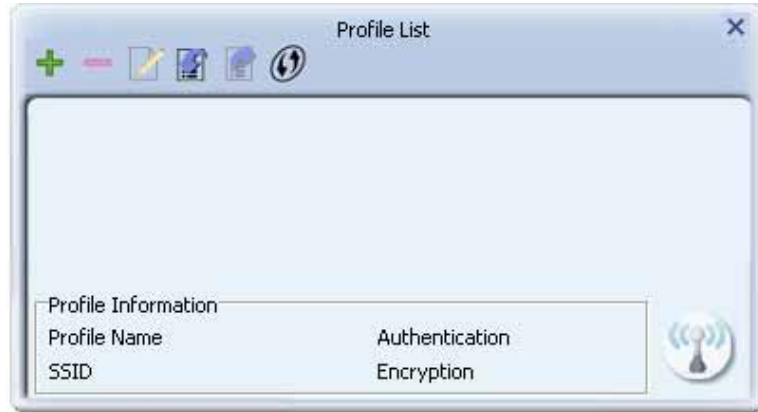 Profile List
Profile Information
Profile Name Authentication
SSID Encryption